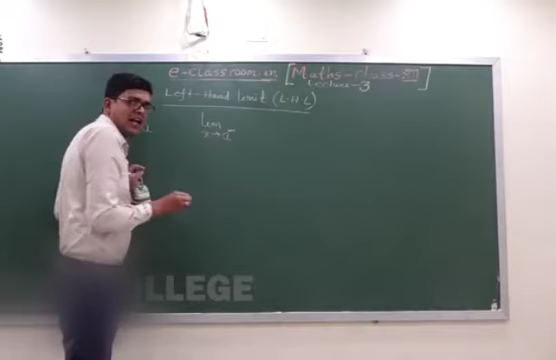 e-classroom on [Maths-class-XI]
Lecture-3
Left-Hand limit (L.H.L)
lim
x→a⁻
LLEGE